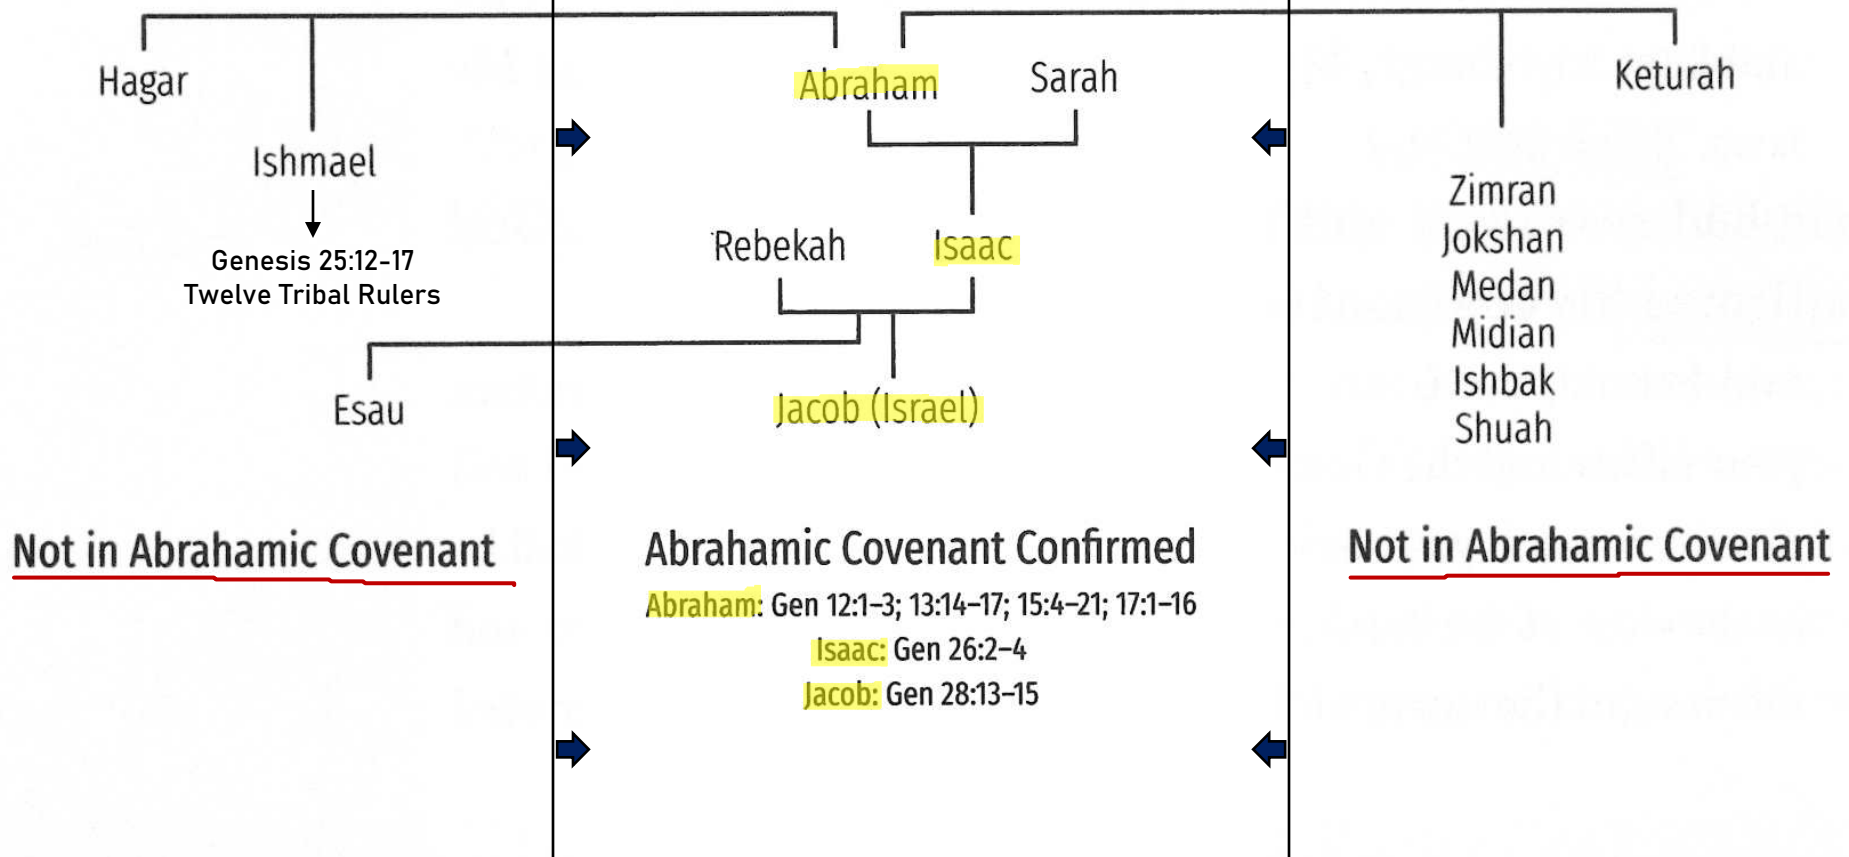 Hagar
Abraham
Sarah
Keturah
Ishmael
Genesis 25:12-17
Twelve Tribal Rulers
Rebekah
Isaac
Zimran
Jokshan
Medan
Midian
Ishbak
Shuah
Esau
Jacob (Israel)
Not in Abrahamic Covenant
Abrahamic Covenant Confirmed
Abraham: Gen 12:1–3; 13:14–17; 15:4–21; 17:1–16
Isaac: Gen 26:2–4
Jacob: Gen 28:13–15
Not in Abrahamic Covenant